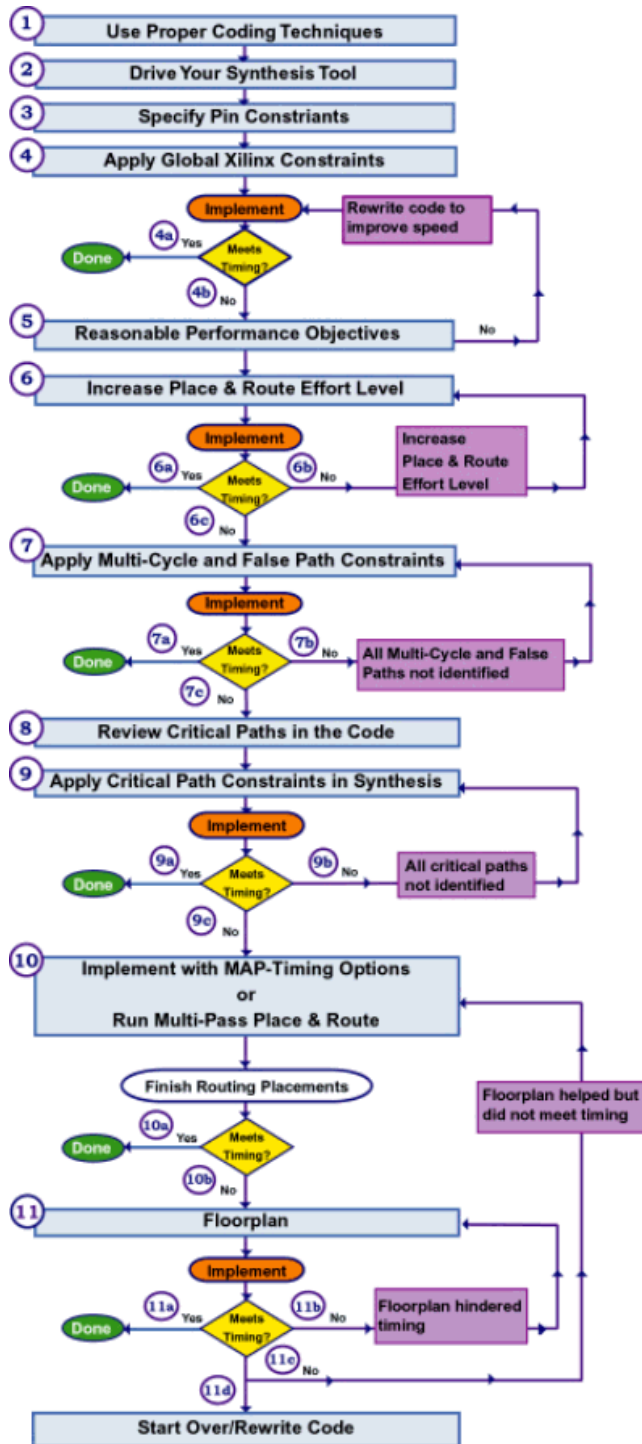 1
Use Proper Coding Techniques
2
Drive Your Synthesis Tool
3
Specify Pin Constriants
4
Apply Global Xilinx Constraints
Implement
Rewrite code to
improve speed
4a
Yes
Done
Meets
Timing?
4b
No
5
Reasonable Performance Objectives
No
6
Increase Place & Route Effort Level
Implement
Increase
Place & Route
Effort Level
6a
Yes
6b
No
Done
Meets
Timing?
6c
No
7
Apply Multi-Cycle and False Path Constraints
Implement
7a
Yes
7b
No
All Multi-Cycle and False
Paths not identified
Done
Meets
Timing?
7c
No
8
Review Critical Paths in the Code
9
Apply Critical Path Constraints in Synthesis
Implement
9a
Yes
9b
No
All critical paths
not identified
Done
Meets
Timing?
9c
No
10
Implement with MAP-Timing Options
or
Run Multi-Pass Place & Route
Finish Routing Placements
Floorplan helped but
did not meet timing
10a
Yes
Done
Meets
Timing?
10b
No
11
Floorplan
Implement
11a
Yes
11b
No
Floorplan hindered
timing
Done
Meets
Timing?
11c
No
11d
Start Over/Rewrite Code